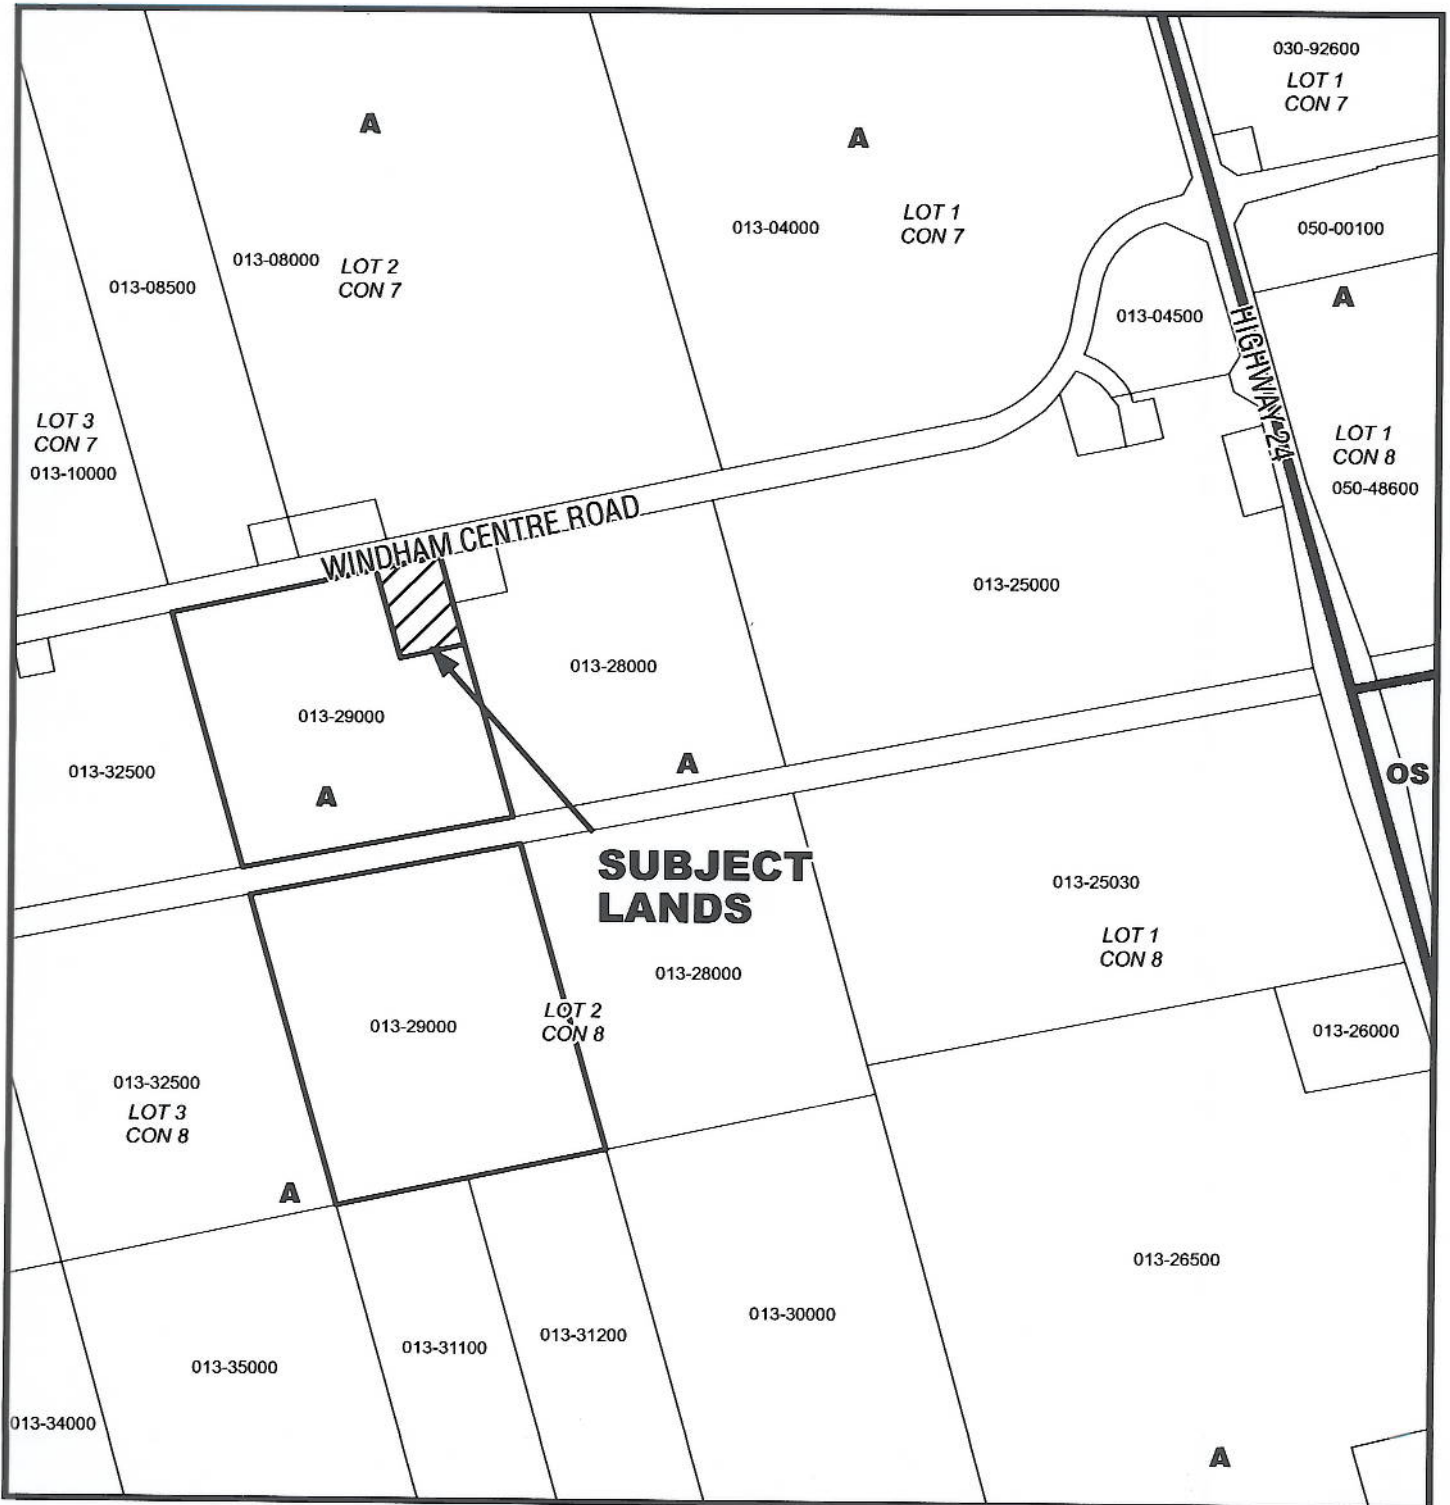 030-92600
LOT 1
CON 7
A
A
013-04000
LOT 1
CON 7
050-00100
013-08500
013-08000
LOT 2
CON 7
A
013-04500
HIGHWAY 24
LOT 3
CON 7
013-10000
LOT 1
CON 8
050-48600
WINDHAM CENTRE ROAD
013-25000
013-28000
013-29000
013-32500
A
A
OS
SUBJECT
LANDS
013-25030
LOT 1
CON 8
013-28000
013-29000
LOT 2
CON 8
013-26000
013-32500
LOT 3
CON 8
A
013-26500
013-30000
013-31200
013-31100
013-35000
013-34000
A